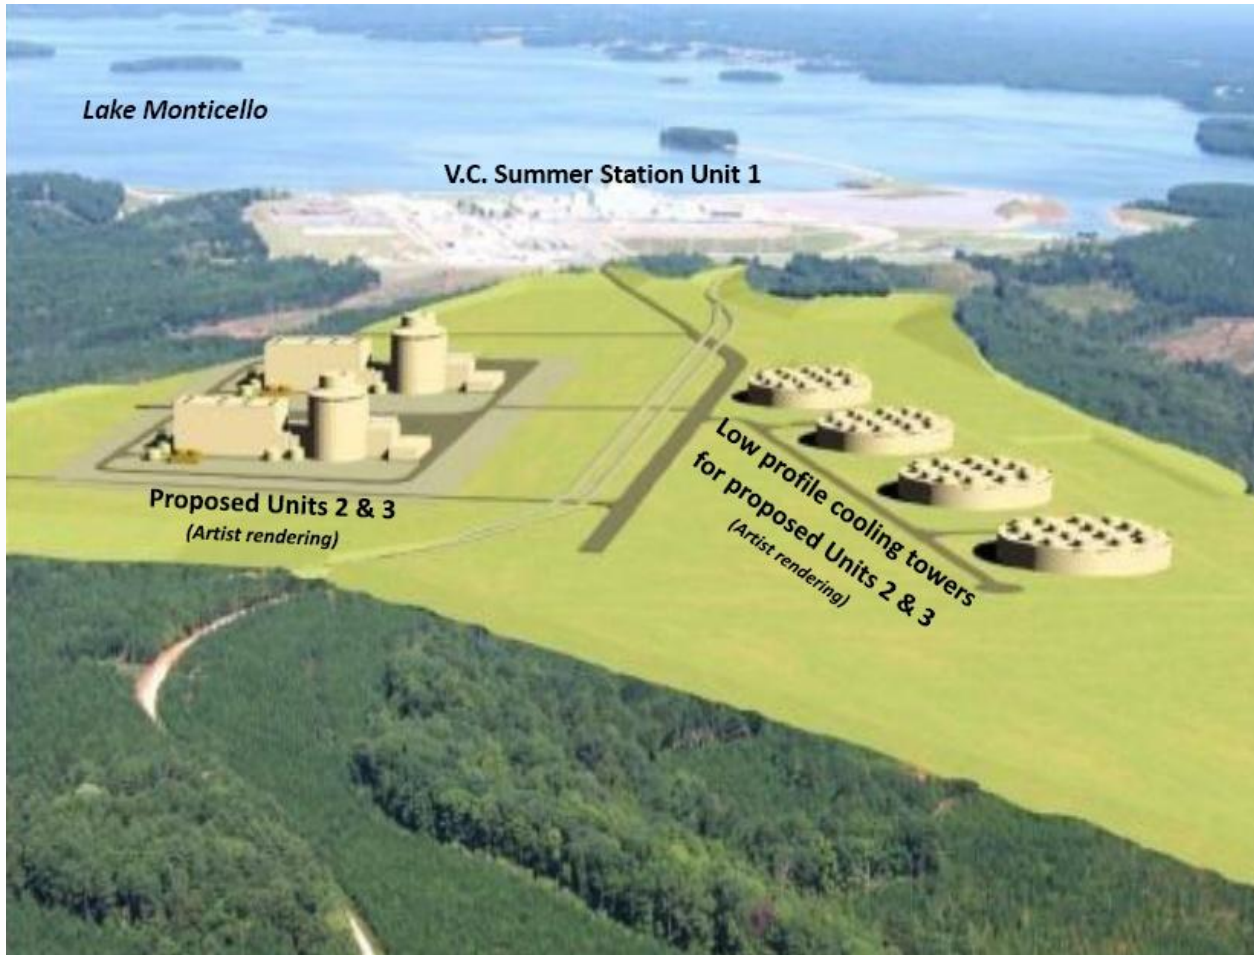 Lake Monticello
V.C. Summer Station Unit 1
Proposed Units 2 & 3
(Artist rendering)
Low profile cooling towers
for proposed Units 2 & 3
(Artist rendering)